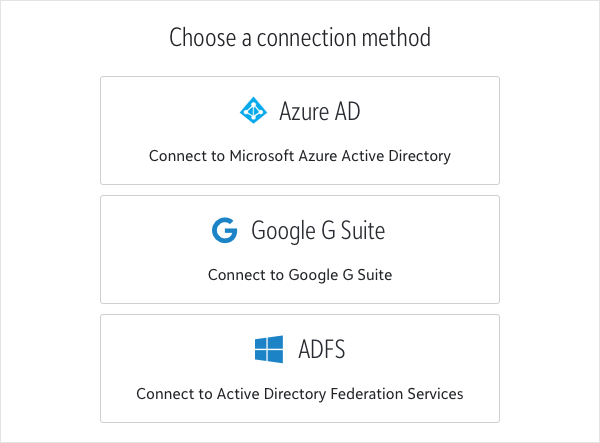 Choose a connection method
Azure AD
Connect to Microsoft Azure Active Directory
Google G Suite
Connect to Google G Suite
ADFS
Connect to Active Directory Federation Services